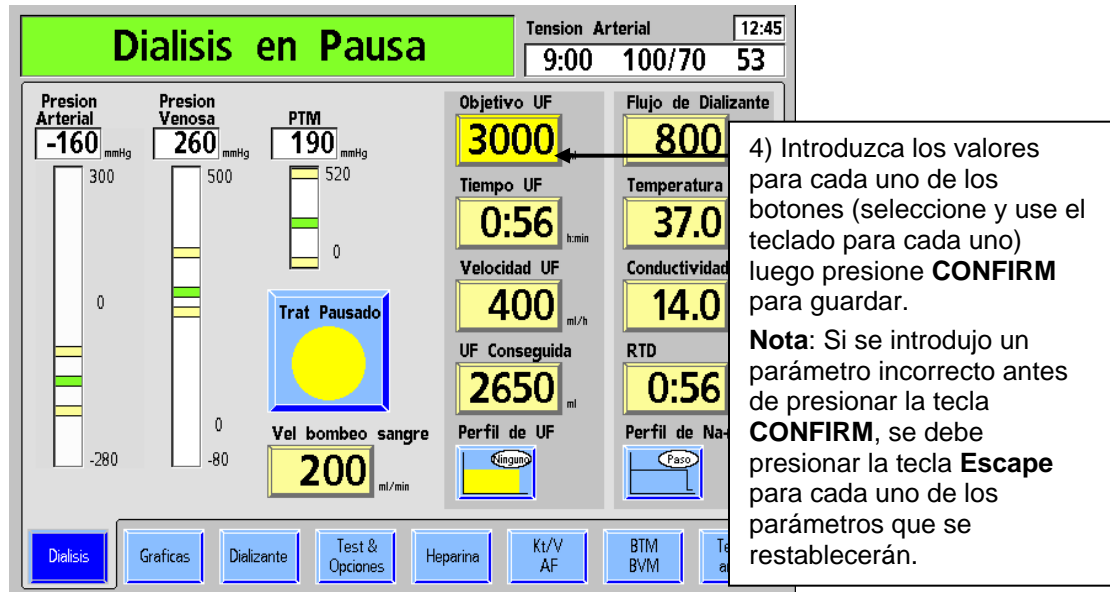 Dialisis en Pausa
Tension Arterial
12:45
9:00 100/70 53
Presion Arterial
-160 mmHg
300
0
-280
Presion Venosa
260 mmHg
500
0
-80
PTM
190 mmHg
520
0
Trat Pausado
Vel bombeo sangre
200 ml/min
Objetivo UF
3000
Tiempo UF
0:56 h:min
Velocidad UF
400 ml/h
UF Conseguida
2650 ml
Perfil de UF
Ninguno
Flujo de Dializante
800
Temperatura
37.0
Conductividad
14.0
RTD
0:56
Perfil de Na+
Paso
4) Introduzca los valores
para cada uno de los
botones (seleccione y use el
teclado para cada uno)
luego presione CONFIRM
para guardar.
Nota: Si se introdujo un
parámetro incorrecto antes
de presionar la tecla
CONFIRM, se debe
presionar la tecla Escape
para cada uno de los
parámetros que se
restablecerán.
Dialisis
Graficas
Dializante
Test &
Opciones
Heparina
Kt/V
AF
BTM
BVM